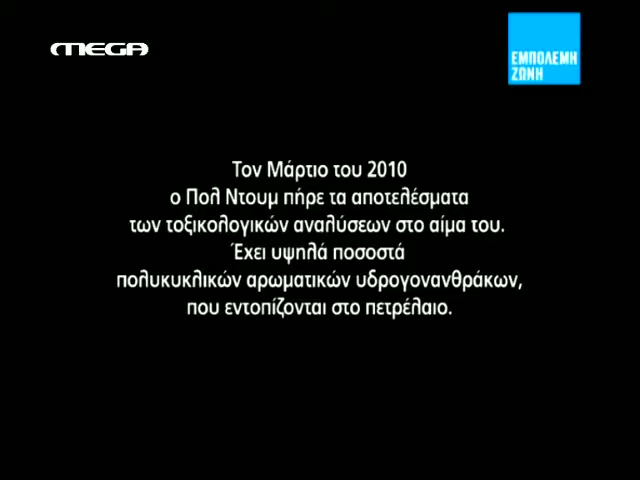 MEGA
ΕΜΠΟΛΕΜΗ
ΖΩΝΗ
Τον Μάρτιο του 2010
ο Πολ Ντουμ πήρε τα αποτελέσματα
των τοξικολογικών αναλύσεων στο αίμα του.
Έχει υψηλά ποσοστά
πολυκυκλικών αρωματικών υδρογονανθράκων,
που εντοπίζονται στο πετρέλαιο.